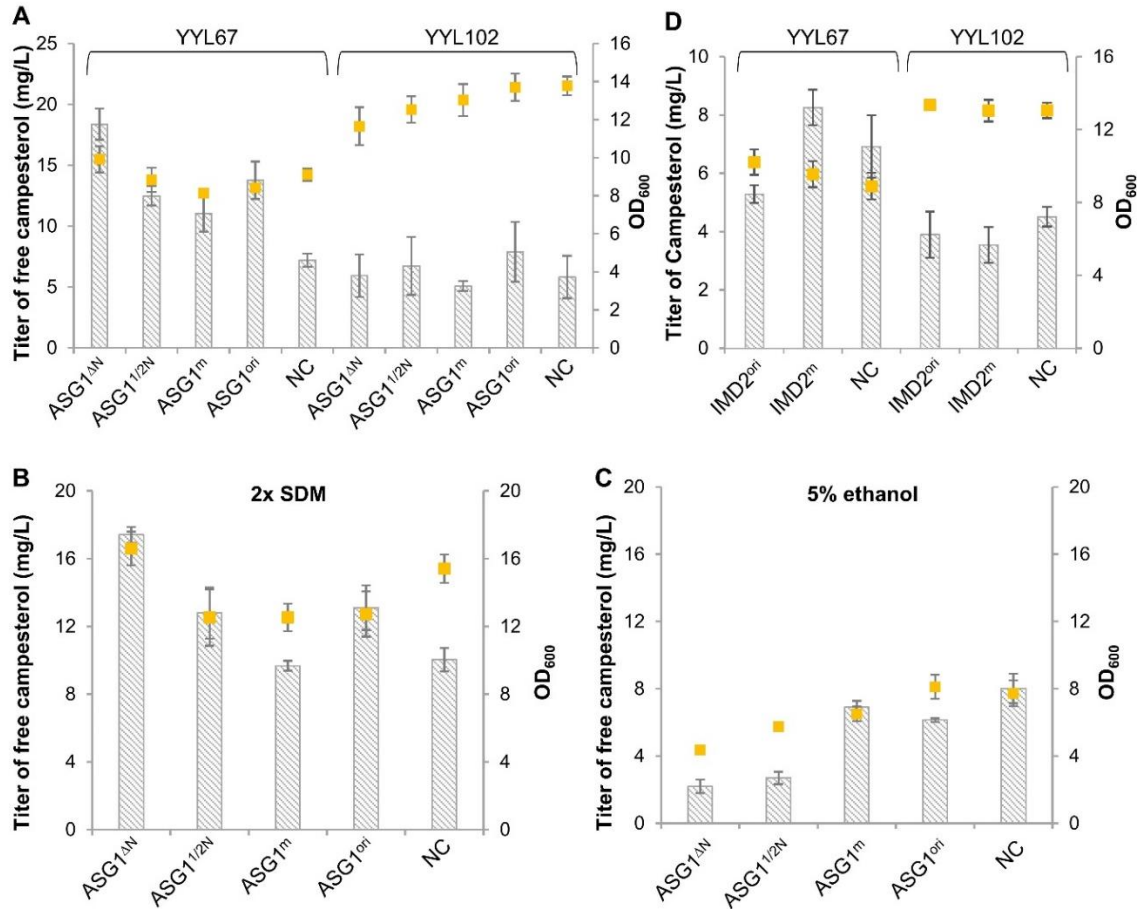 A
YYL67
YYL102
Titer of free campesterol (mg/L)
25
20
15
10
5
0
16
14
12
10
8
6
4
2
0
OD600
ASG1ΔN
ASG11/2N
ASG1m
ASG1ori
NC
ASG1ΔN
ASG11/2N
ASG1m
ASG1ori
NC
D
YYL67
YYL102
Titer of Campesterol (mg/L)
10
8
6
4
2
0
16
12
8
4
0
OD600
IMD2ori
IMD2m
NC
IMD2ori
IMD2m
NC
B
2x SDM
Titer of free campesterol (mg/L)
20
16
12
8
4
0
20
16
12
8
4
0
OD600
ASG1ΔN
ASG11/2N
ASG1m
ASG1ori
NC
C
5% ethanol
Titer of free campesterol (mg/L)
20
16
12
8
4
0
20
16
12
8
4
0
OD600
ASG1ΔN
ASG11/2N
ASG1m
ASG1ori
NC